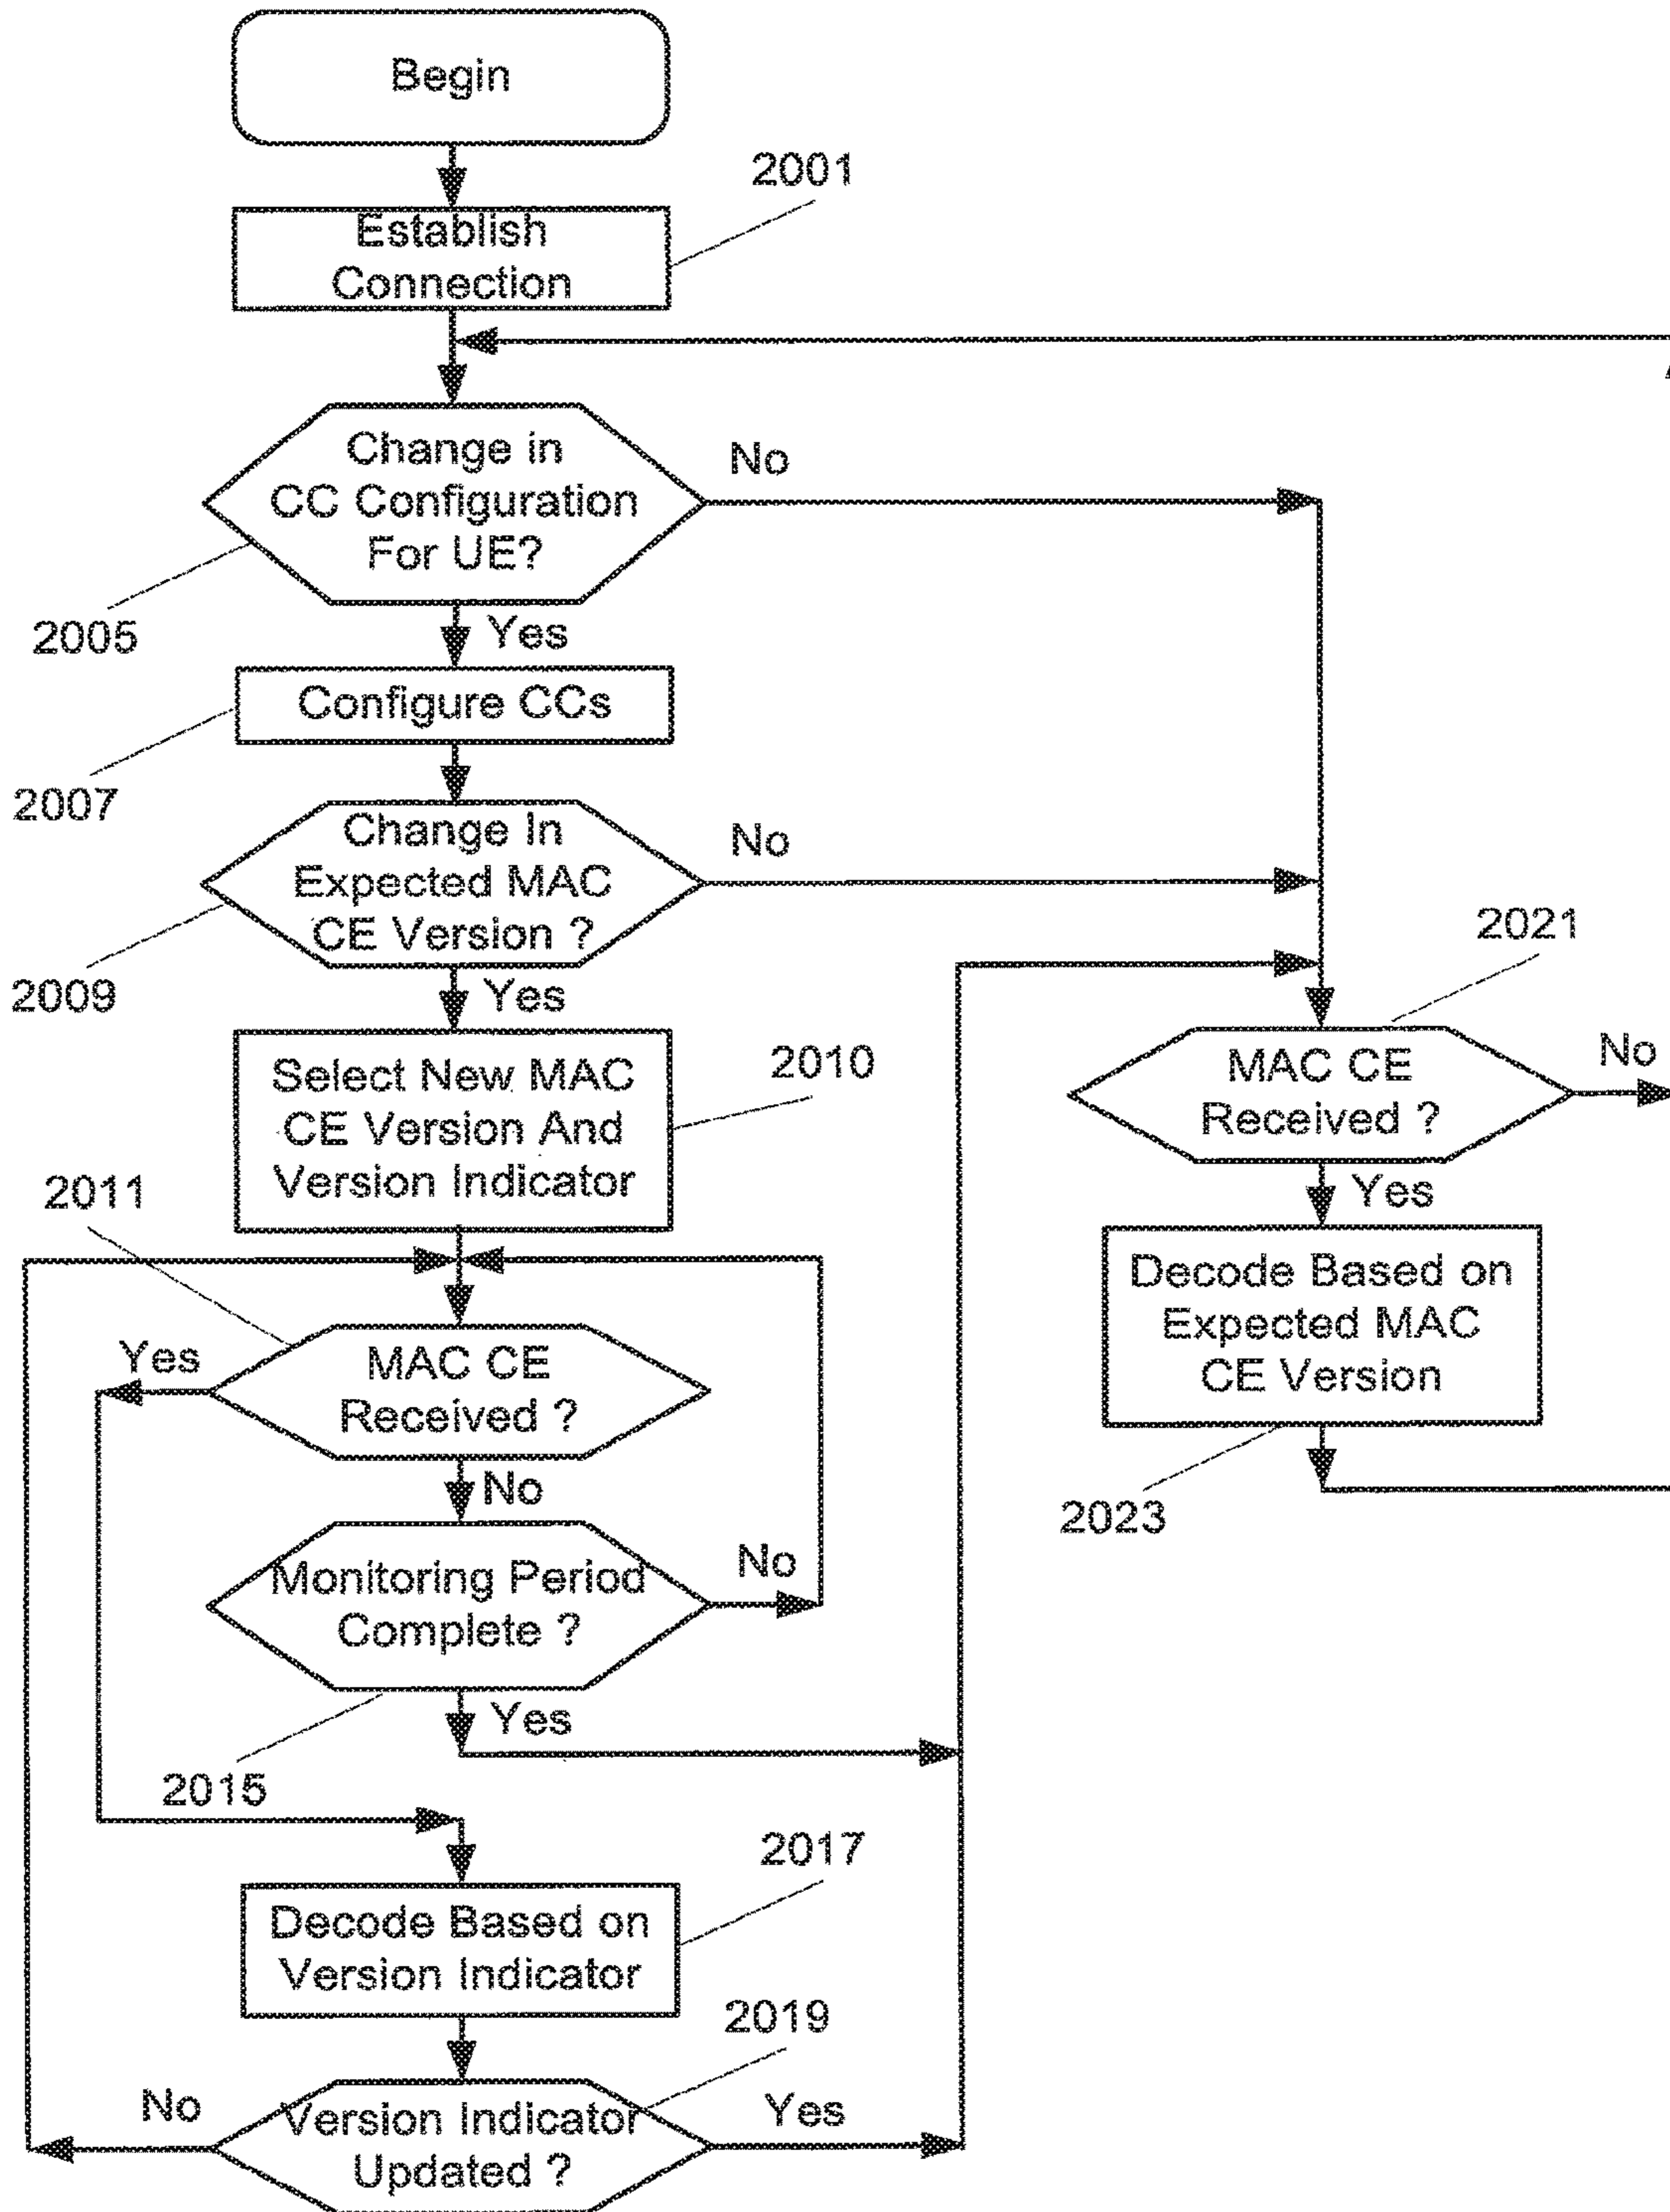 Begin
2001
Establish
Connection
Change in
CC Configuration
For UE?
No
2005
Yes
Configure CCs
2007
Change In
Expected MAC
CE Version ?
No
2009
Yes
Select New MAC
CE Version And
Version Indicator
2010
2011
MAC CE
Received ?
Yes
No
Monitoring Period
Complete ?
No
Yes
2015
2017
Decode Based on
Version Indicator
2019
Version Indicator
Updated ?
No
Yes
2021
MAC CE
Received ?
No
Yes
Decode Based on
Expected MAC
CE Version
2023